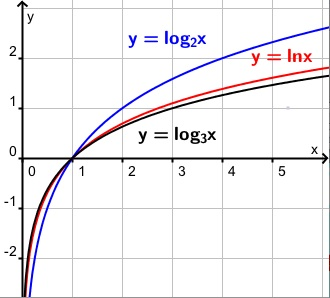 y
y = log₂x
2
y = lnx
1
y = log₃x
x
0
0 1 2 3 4 5
-1
-2